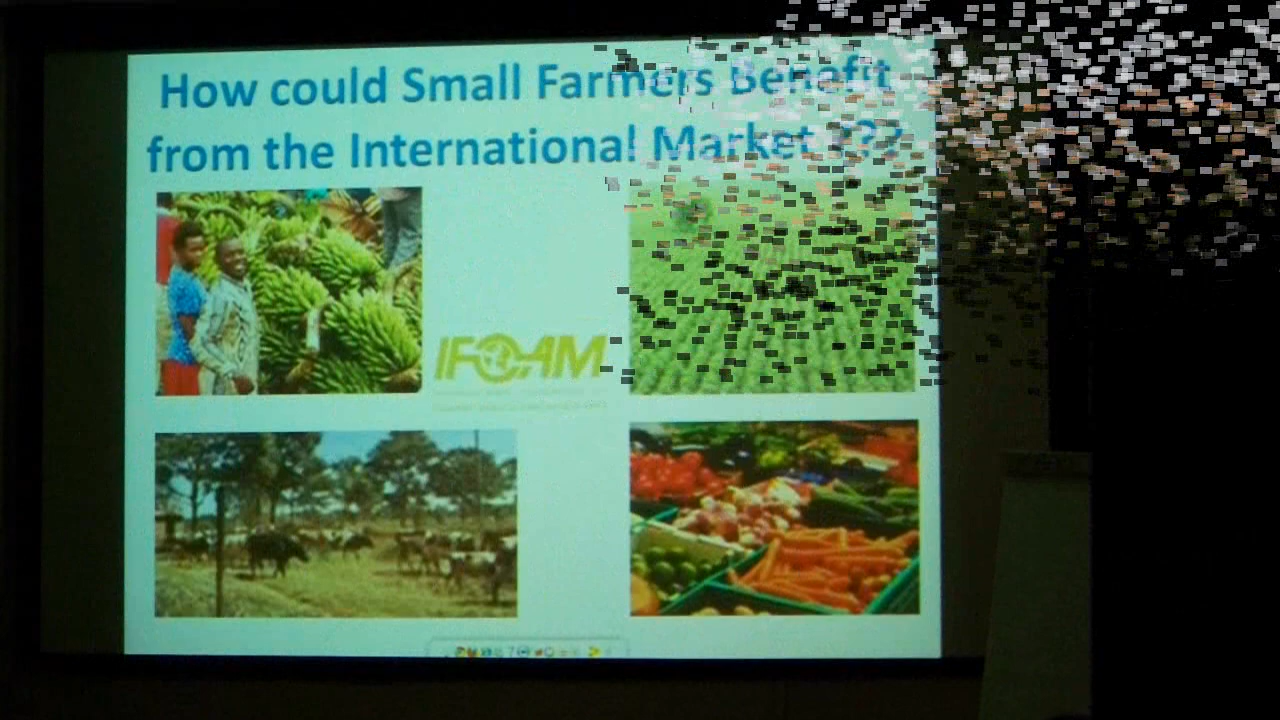 How could Small Farmers Benefit
from the International Market ???
IFOAM